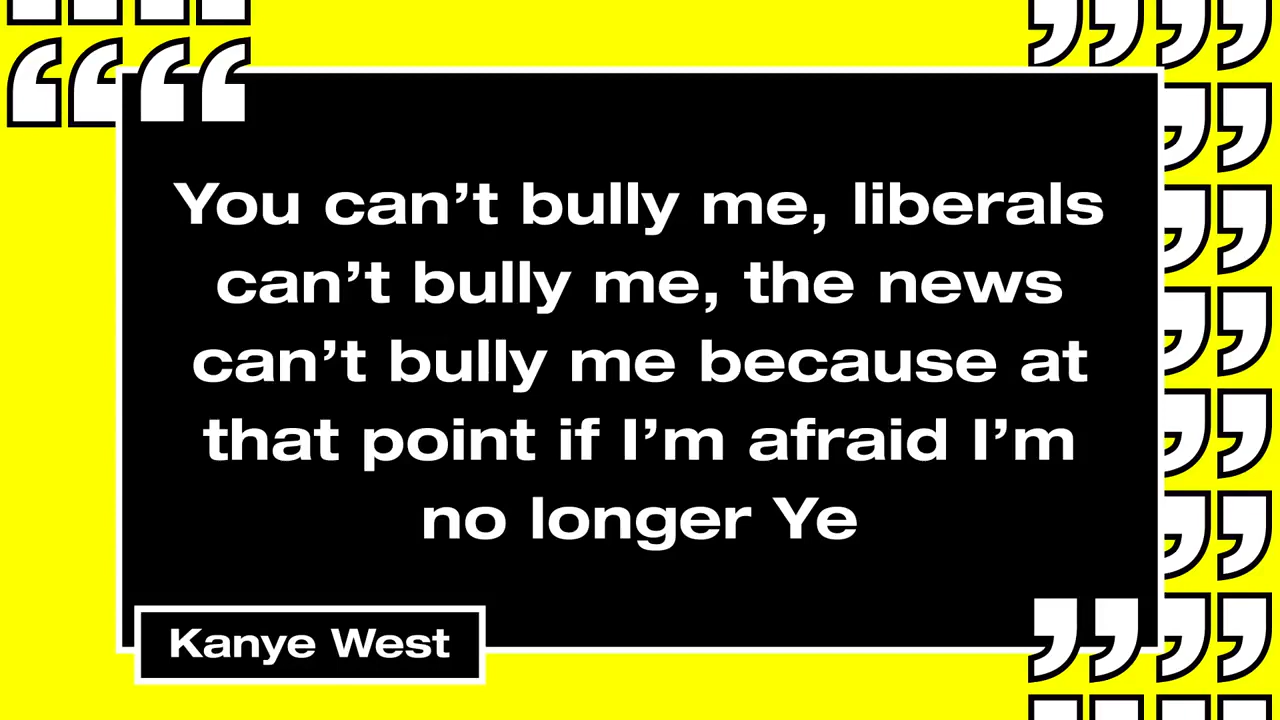 You can’t bully me, liberals
can’t bully me, the news
can’t bully me because at
that point if I’m afraid I’m
no longer Ye
Kanye West